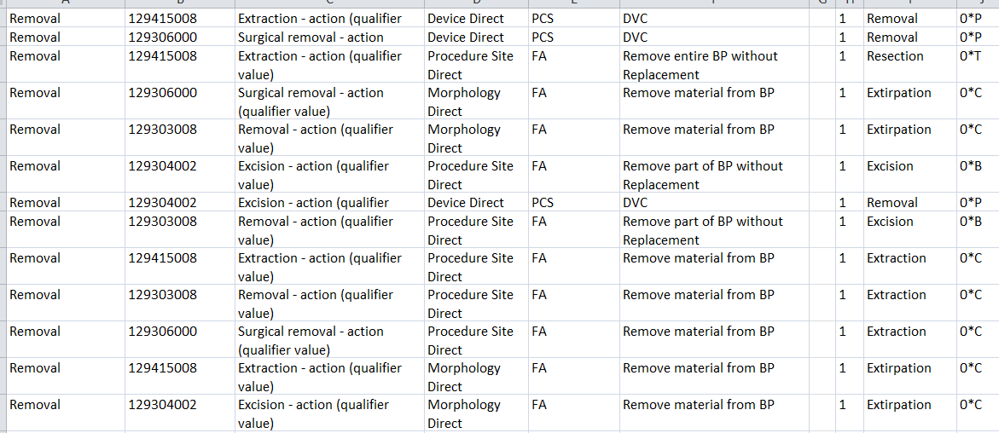 Removal 129415008 Extraction - action (qualifier Device Direct PCS DVC 1 Removal 0*P
Removal 129306000 Surgical removal - action Device Direct PCS DVC 1 Removal 0*P
Removal 129415008 Extraction - action (qualifier Procedure Site FA Remove entire BP without 1 Resection 0*T
value) Direct Replacement
Removal 129306000 Surgical removal - action Morphology FA Remove material from BP 1 Extirpation 0*C
(qualifier value) Direct
Removal 129303008 Removal - action (qualifier Morphology FA Remove material from BP 1 Extirpation 0*C
value) Direct
Removal 129304002 Excision - action (qualifier Procedure Site FA Remove part of BP without 1 Excision 0*B
value) Direct Replacement
Removal 129304002 Excision - action (qualifier Device Direct PCS DVC 1 Removal 0*P
Removal 129303008 Removal - action (qualifier Procedure Site FA Remove part of BP without 1 Excision 0*B
value) Direct Replacement
Removal 129415008 Extraction - action (qualifier Procedure Site FA Remove material from BP 1 Extraction 0*C
value) Direct
Removal 129303008 Removal - action (qualifier Procedure Site FA Remove material from BP 1 Extraction 0*C
value) Direct
Removal 129306000 Surgical removal - action Procedure Site FA Remove material from BP 1 Extraction 0*C
(qualifier value) Direct
Removal 129415008 Extraction - action (qualifier Morphology FA Remove material from BP 1 Extirpation 0*C
value) Direct
Removal 129304002 Excision - action (qualifier Morphology FA Remove material from BP 1 Extirpation 0*C
value) Direct